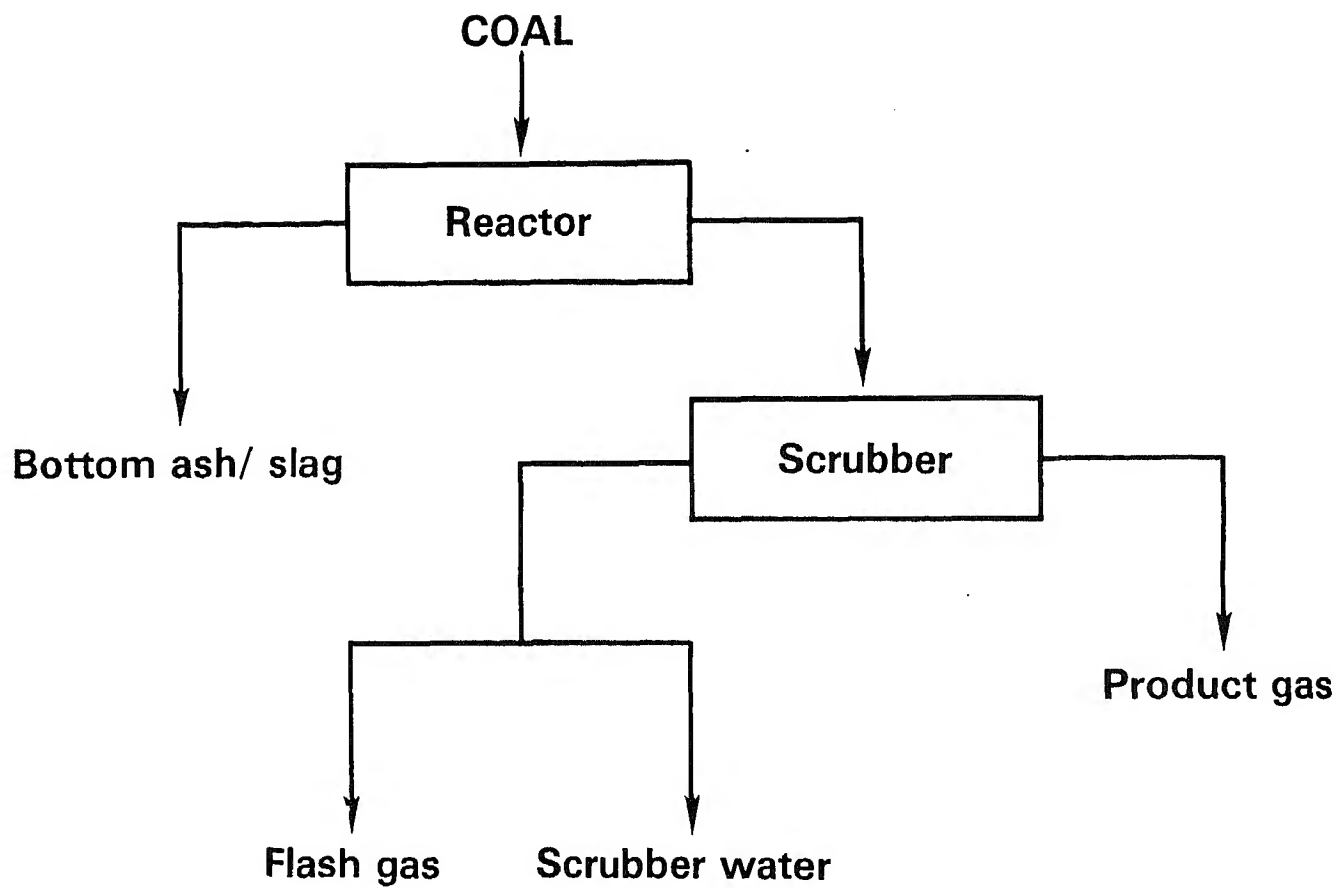 COAL
Reactor
Bottom ash/ slag
Scrubber
Product gas
Flash gas
Scrubber water